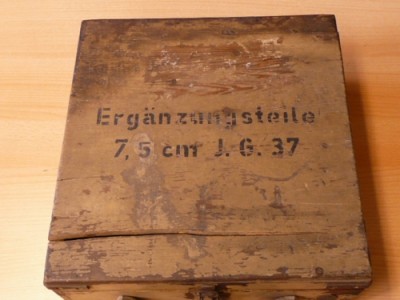 Ergänzungsteile
7,5 cm J. G. 37